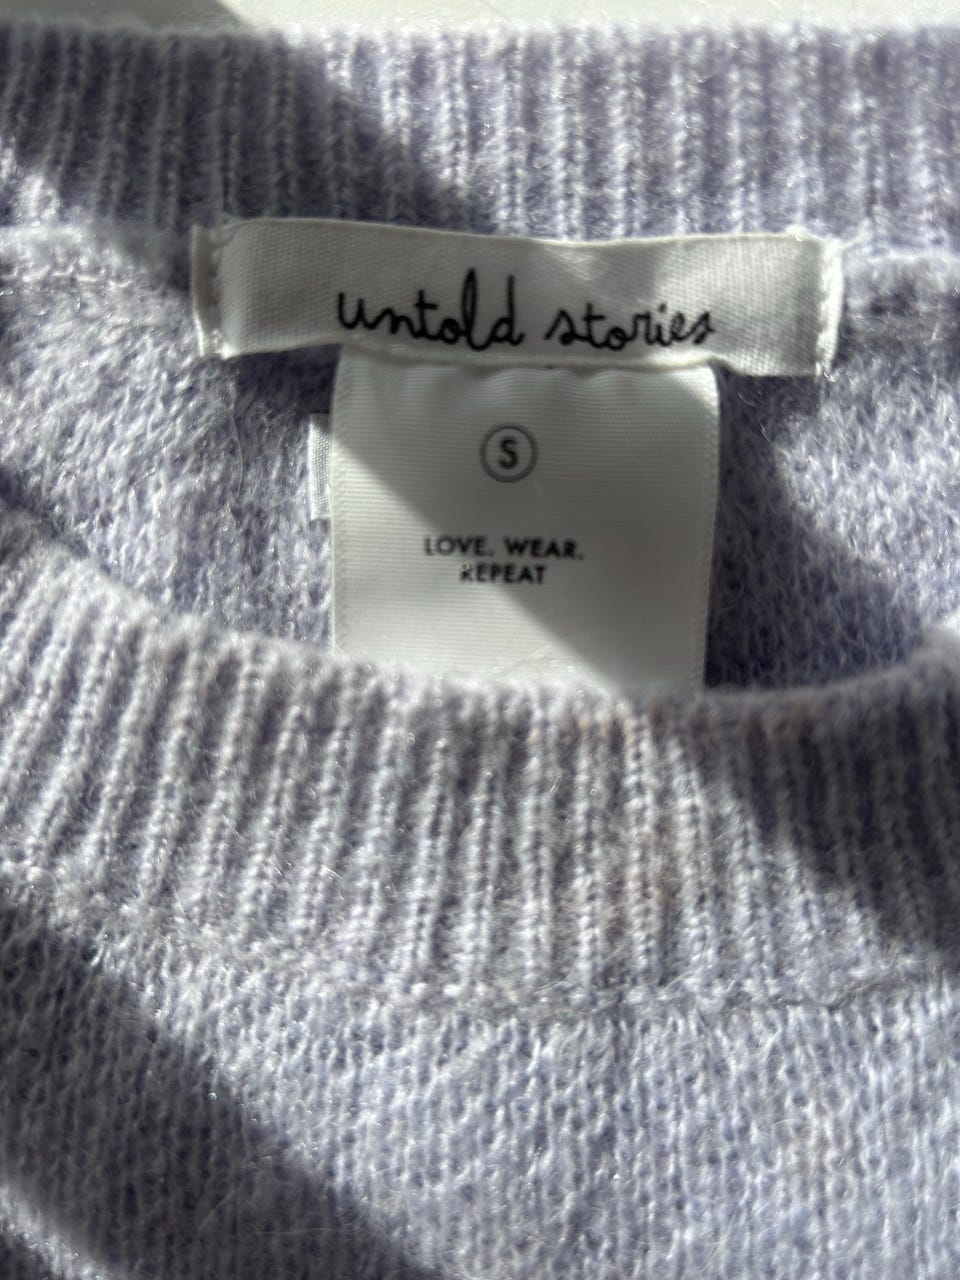 untold stories
S
LOVE. WEAR.
REPEAT